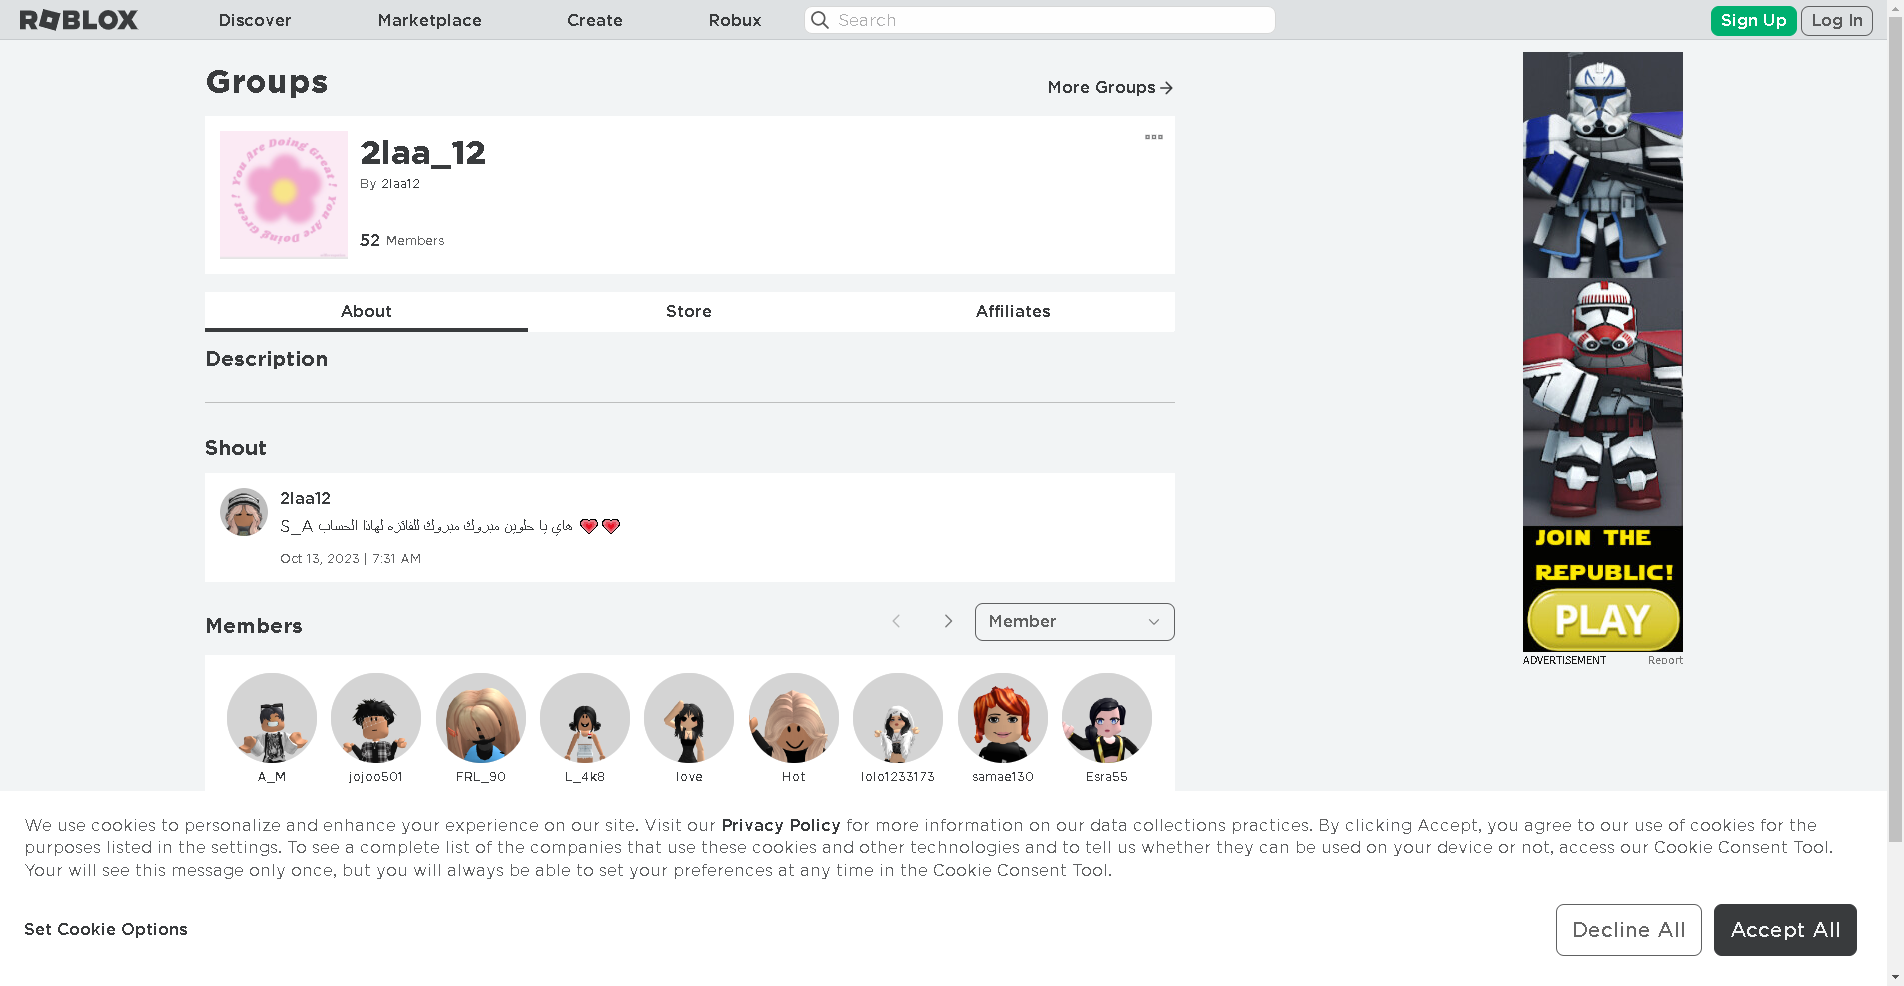 ROBLOX Discover Marketplace Create Robux Search Sign Up Log In
Groups
More Groups
You Are Doing Great ! You Are Doing Great !
2laa_12
By 2laa12
52 Members
About Store Affiliates
Description
Shout
2laa12
S_A هاي يا حلوين مبروك مبروك للفائزه لهاذا الحساب
Oct 13, 2023 | 7:31 AM
Members
Member
A_M jojoo501 FRL_90 L_4k8 love Hot lolo1233173 samae130 Esra55
JOIN THE
REPUBLIC!
PLAY
ADVERTISEMENT Report
We use cookies to personalize and enhance your experience on our site. Visit our Privacy Policy for more information on our data collections practices. By clicking Accept, you agree to our use of cookies for the
purposes listed in the settings. To see a complete list of the companies that use these cookies and other technologies and to tell us whether they can be used on your device or not, access our Cookie Consent Tool.
Your will see this message only once, but you will always be able to set your preferences at any time in the Cookie Consent Tool.
Set Cookie Options
Decline All Accept All